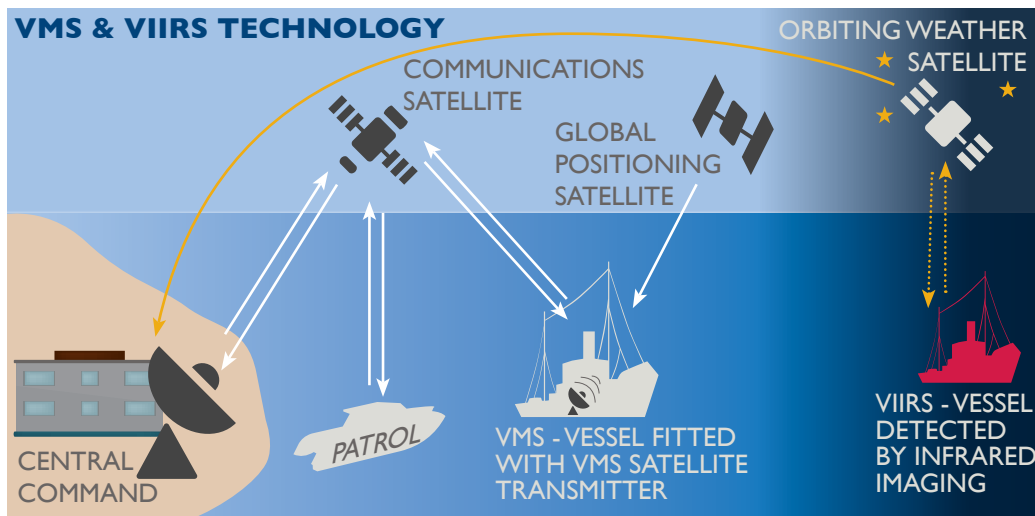 VMS & VIIRS TECHNOLOGY
ORBITING WEATHER
SATELLITE
COMMUNICATIONS
SATELLITE
GLOBAL
POSITIONING
SATELLITE
CENTRAL
COMMAND
PATROL
VMS - VESSEL FITTED
WITH VMS SATELLITE
TRANSMITTER
VIIRS - VESSEL
DETECTED
BY INFRARED
IMAGING